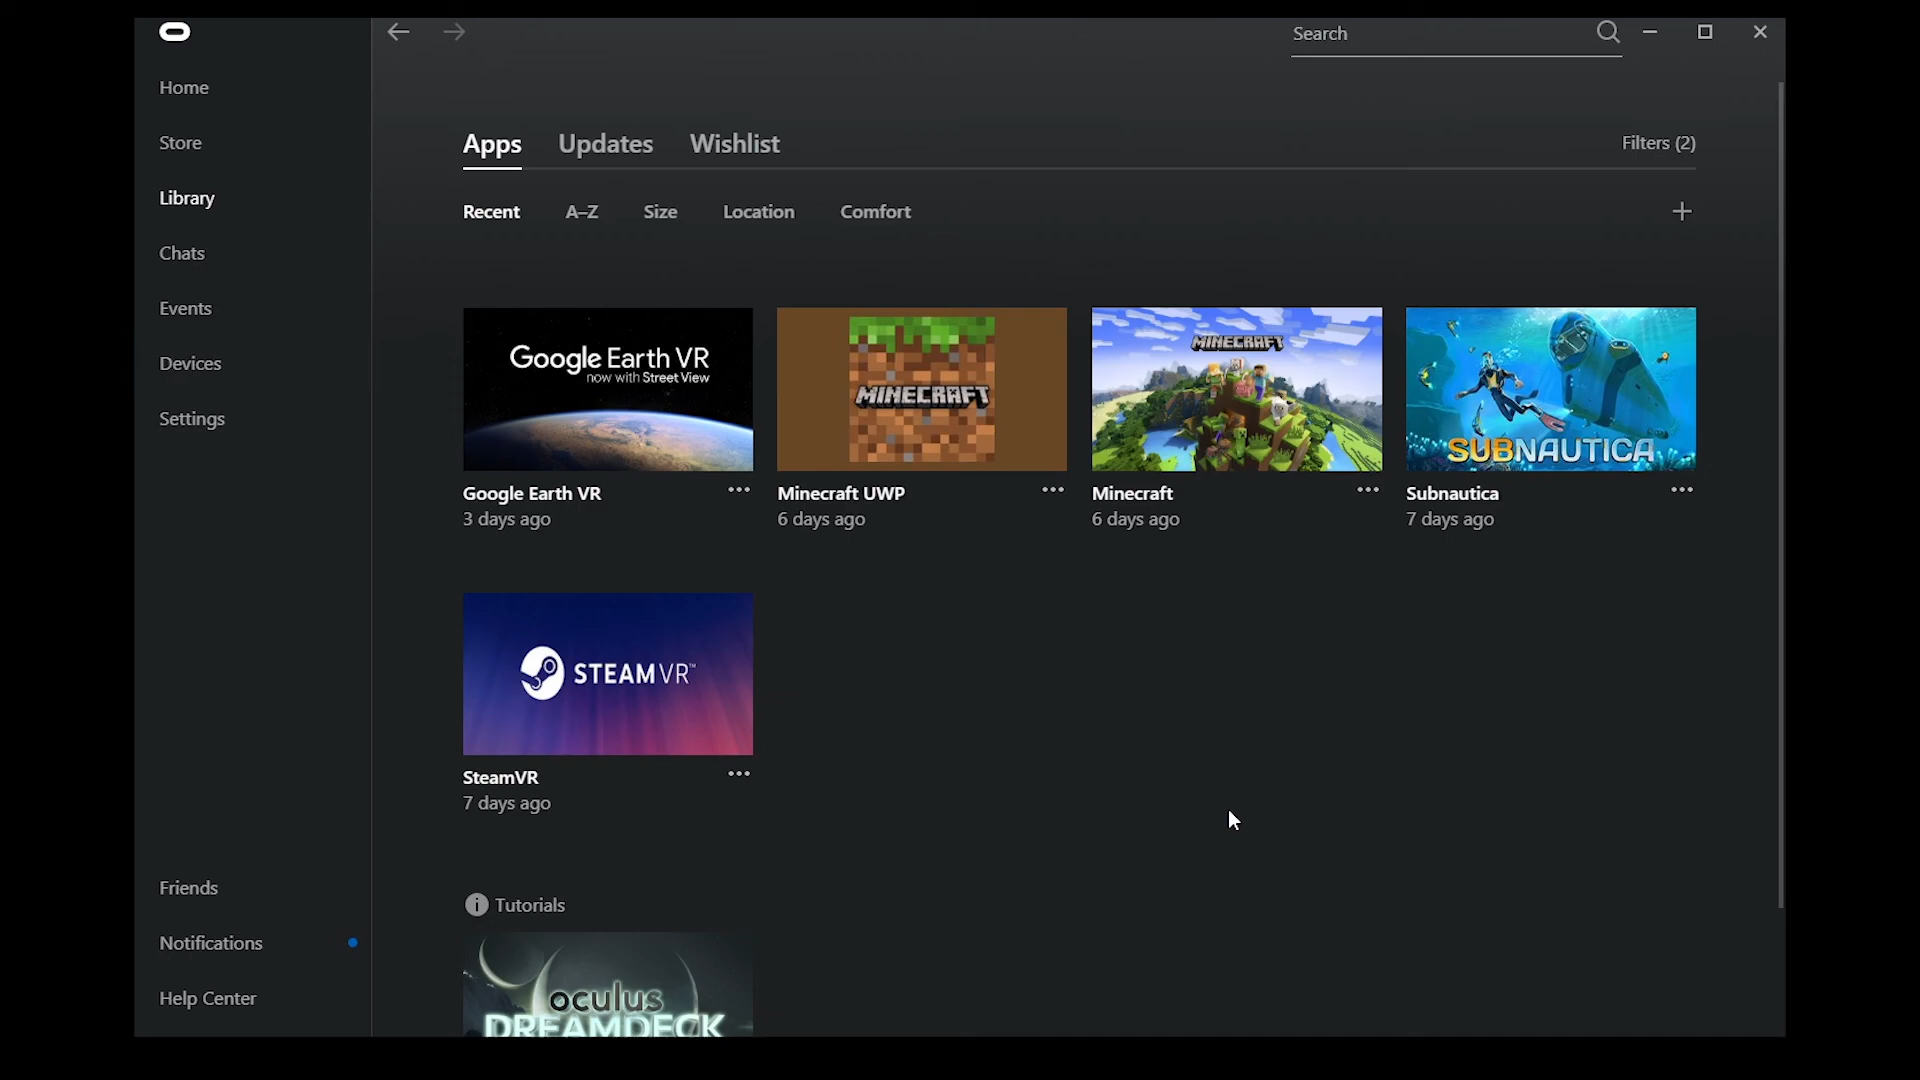 Search
Home
Store
Library
Chats
Events
Devices
Settings
Friends
Notifications
Help Center
Apps Updates Wishlist Filters (2)
Recent A–Z Size Location Comfort
Google Earth VR
now with Street View
MINECRAFT
MINECRAFT
SUBNAUTICA
Google Earth VR
3 days ago
Minecraft UWP
6 days ago
Minecraft
6 days ago
Subnautica
7 days ago
STEAMVR™
SteamVR
7 days ago
Tutorials
oculus
DREAMDECK